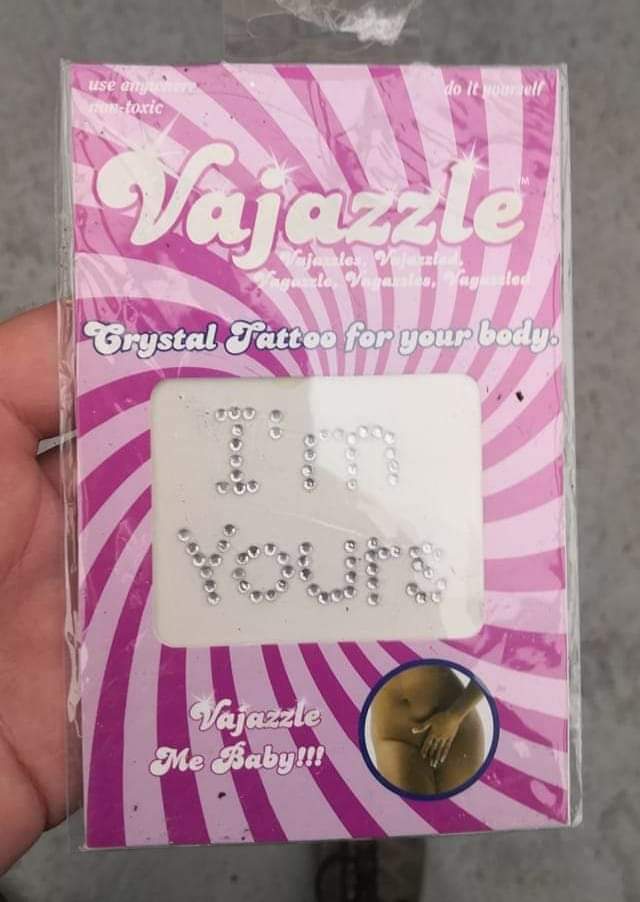 use anywhere
do it yourself
non-toxic
Vajazzle
TM
Vajazzles, Vajazzled,
Vagazzle, Vagazzles, Vagazzled
Crystal Tattoo for your body.
I'm
Yours
Vajazzle
Me Baby!!!